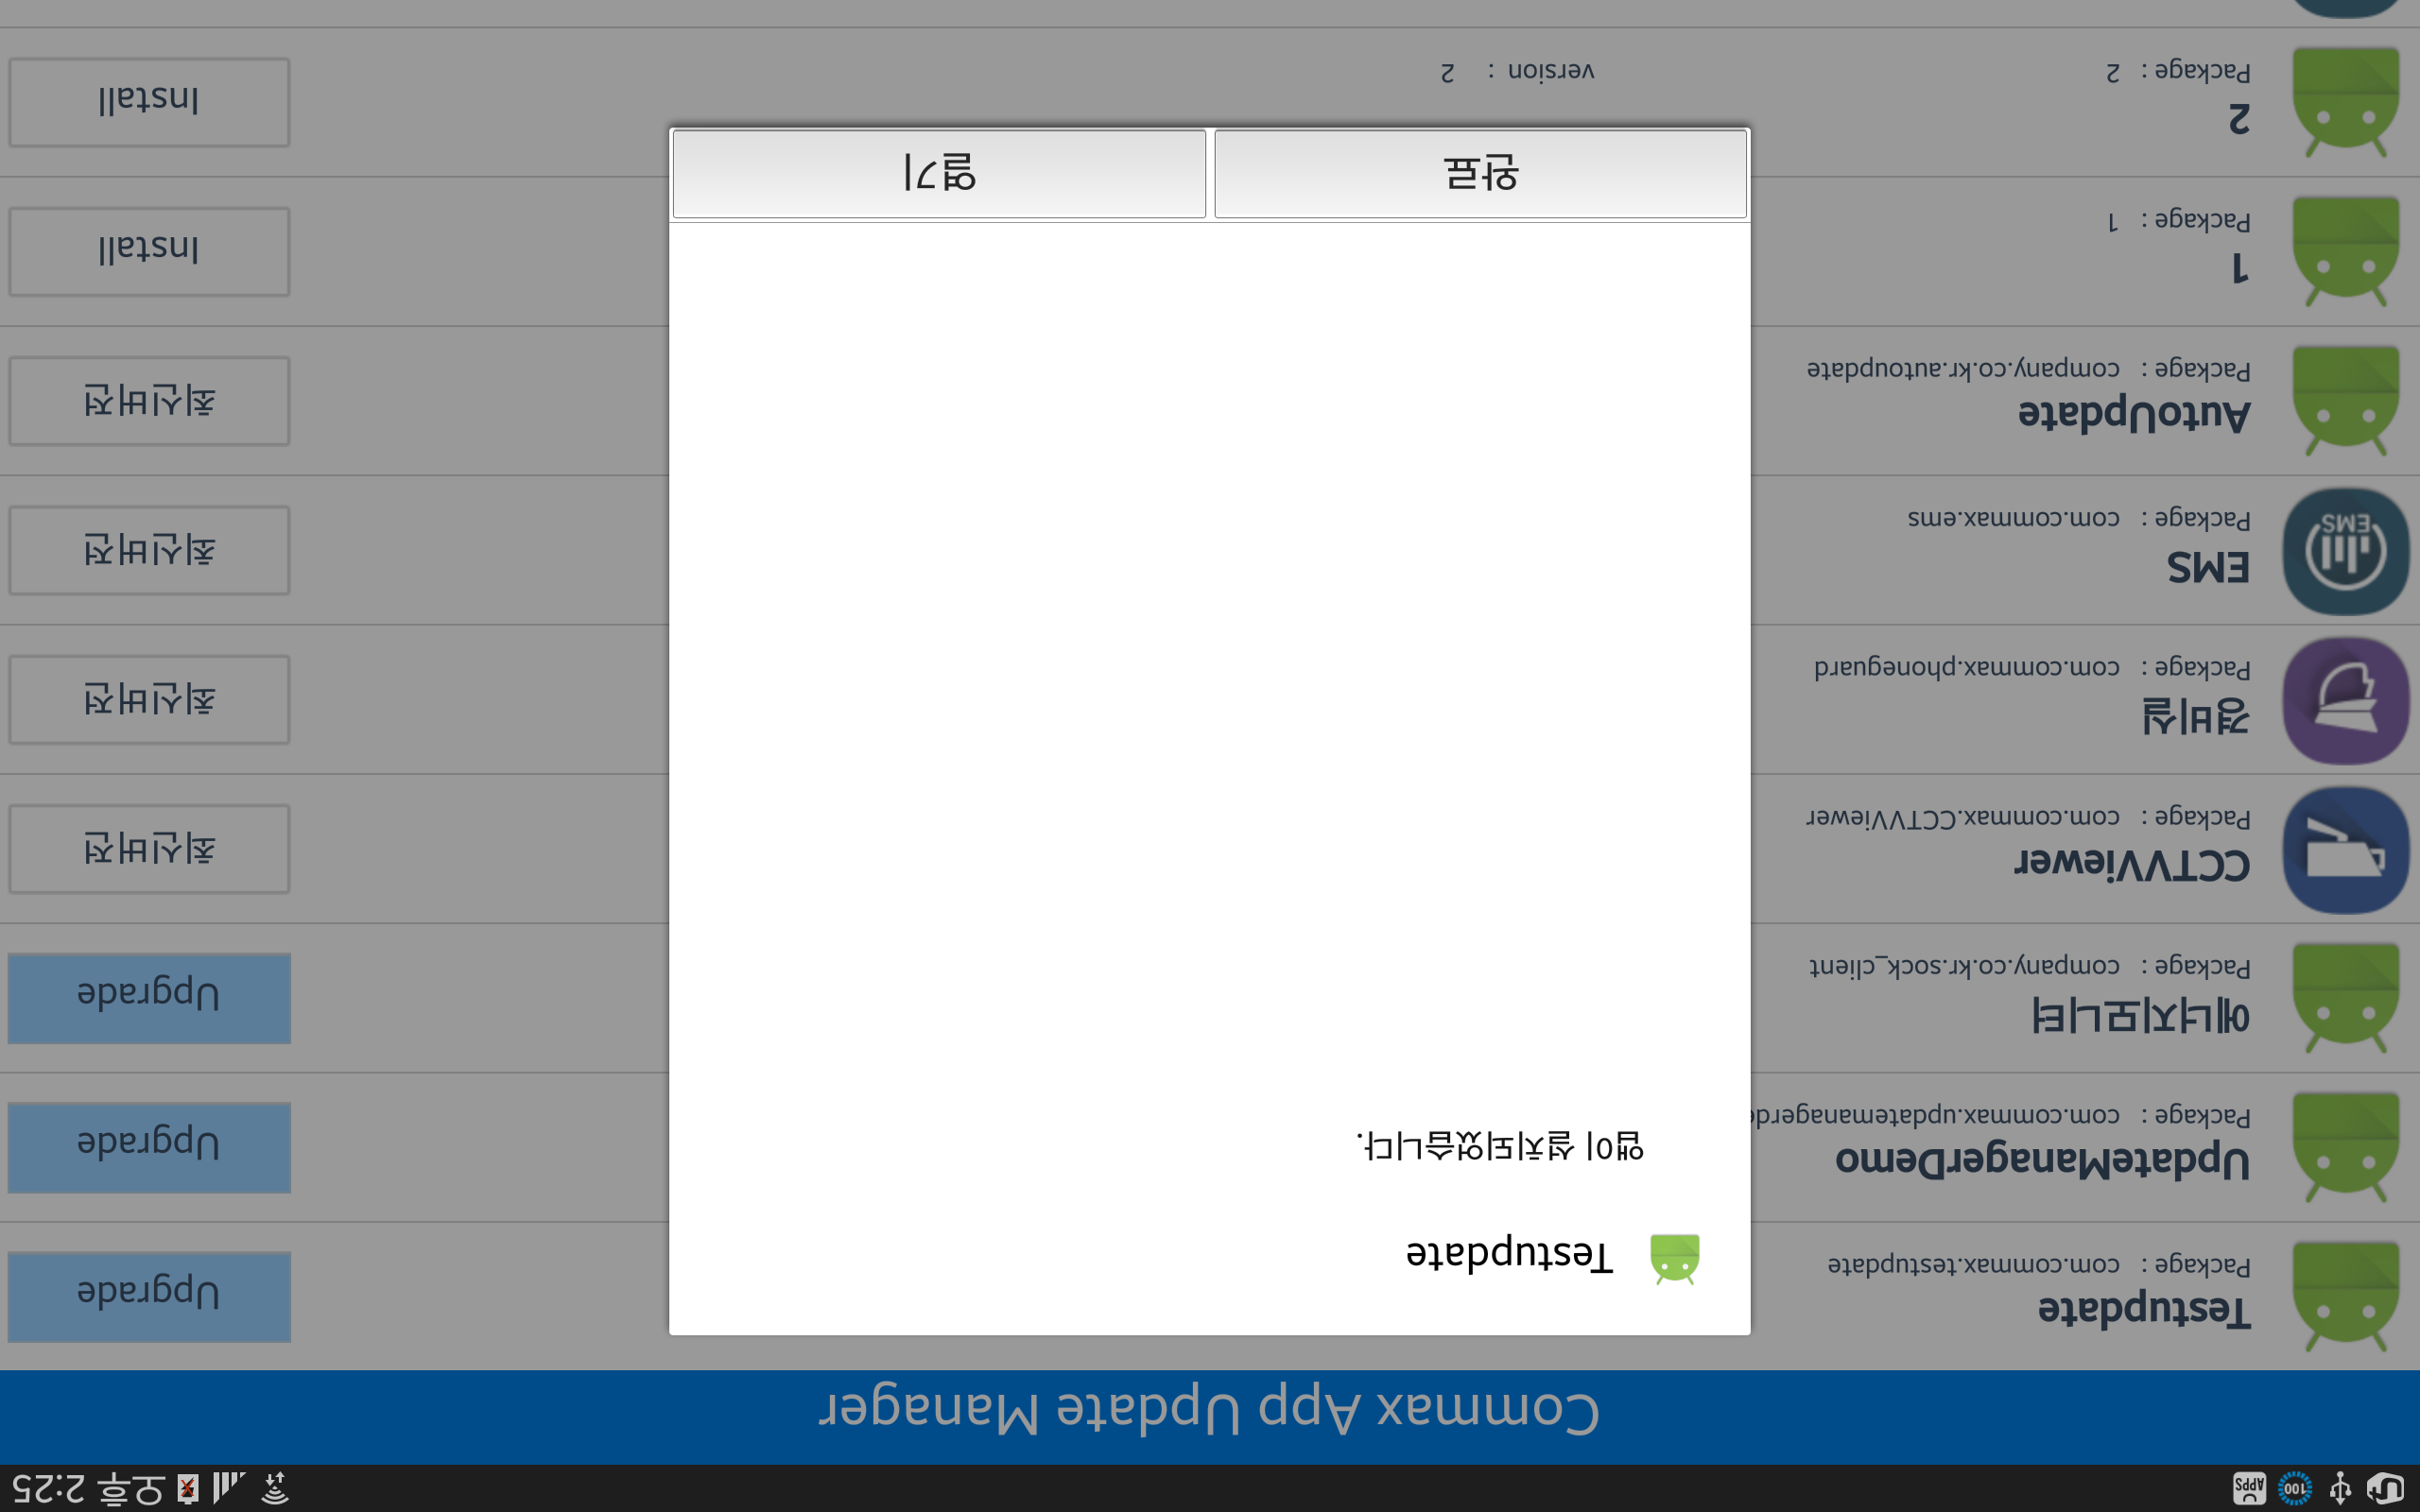 APPS
100
오후 2:25
Commax App Update Manager
Testupdate
Package : com.commax.testupdate
Upgrade
UpdateManagerDemo
Package : com.commax.updatemanagerde
Upgrade
에너지모니터
Package : company.co.kr.sock_client
Upgrade
CCTVViewer
Package : com.commax.CCTVViewer
최신버전
경비실
Package : com.commax.phoneguard
최신버전
EMS
EMS
Package : com.commax.ems
최신버전
AutoUpdate
Package : company.co.kr.autoupdate
최신버전
1
Package : 1
Install
2
Package : 2
version : 2
Install
Testupdate
앱이 설치되었습니다.
완료
열기